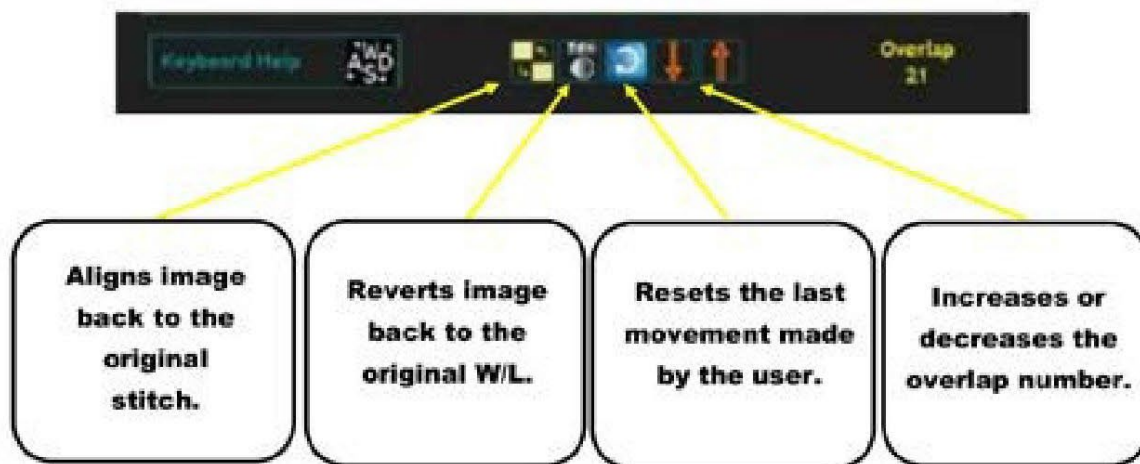 Keyboard Help
W
A D
S
Overlap
21
Aligns image
back to the
original
stitch.
Reverts image
back to the
original W/L.
Resets the last
movement made
by the user.
Increases or
decreases the
overlap number.